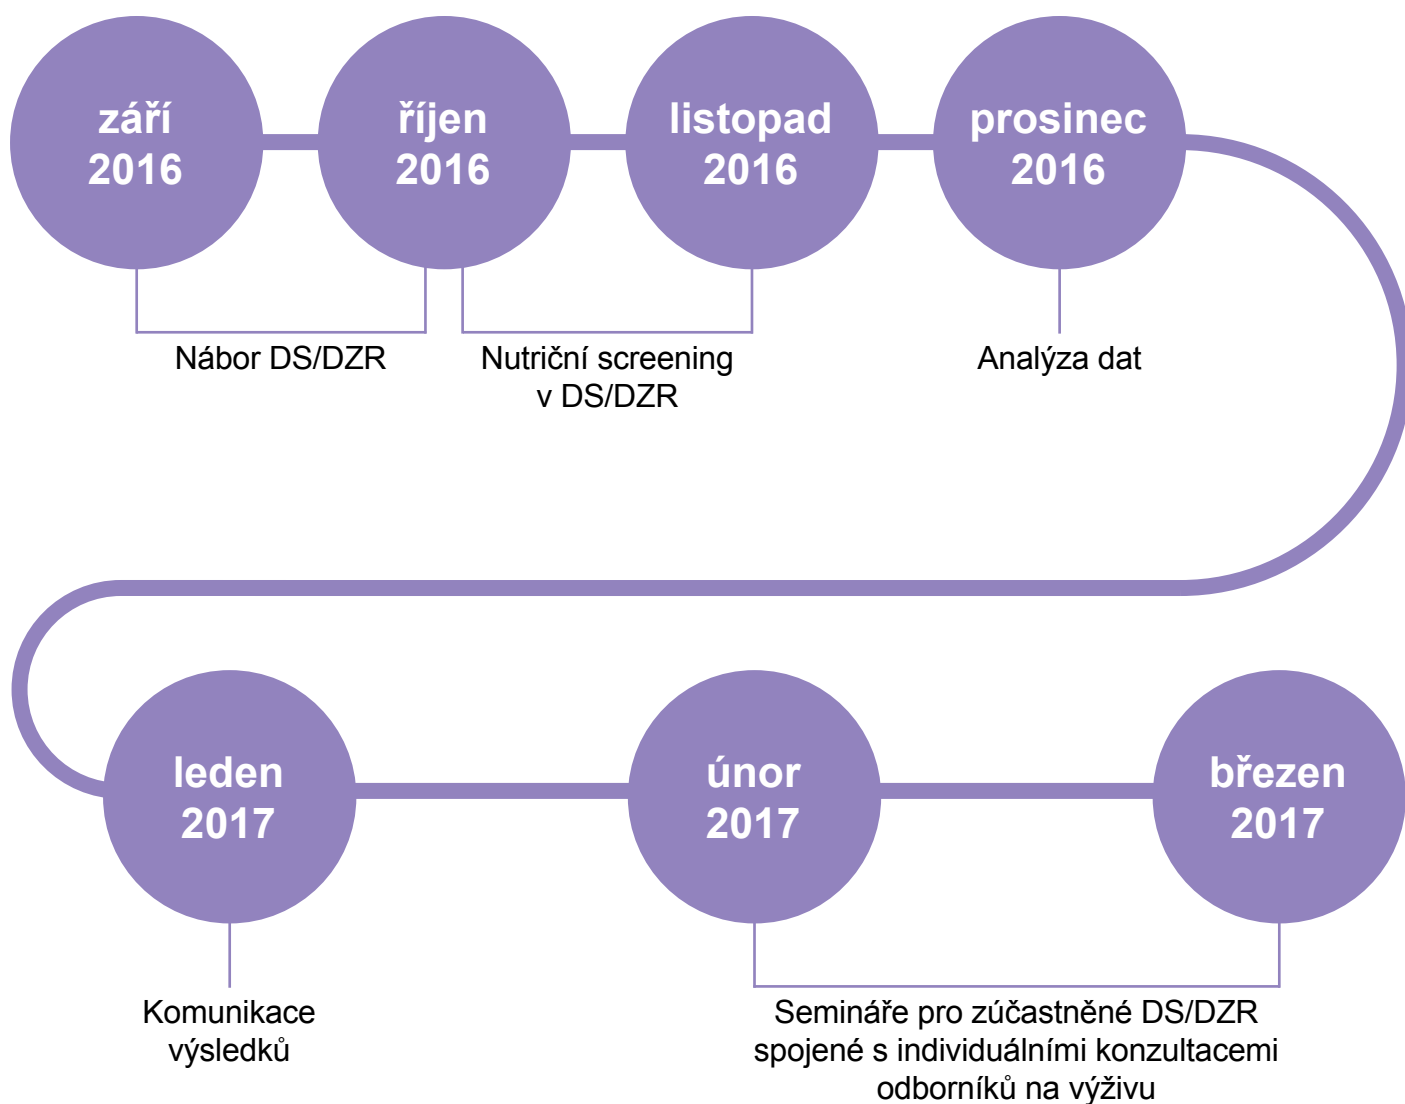 září
2016
říjen
2016
listopad
2016
prosinec
2016
Nábor DS/DZR
Nutriční screening
v DS/DZR
Analýza dat
leden
2017
únor
2017
březen
2017
Komunikace
výsledků
Semináře pro zúčastněné DS/DZR
spojené s individuálními konzultacemi
odborníků na výživu